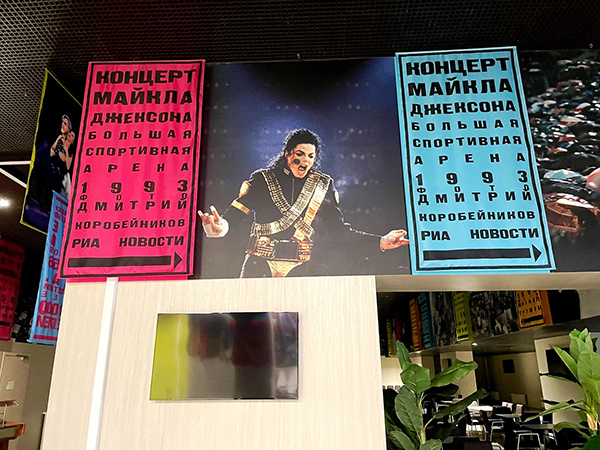 КОНЦЕРТ
МАЙКЛА
ДЖЕКСОНА
БОЛЬШАЯ
СПОРТИВНАЯ
АРЕНА
1993
ФОТО
ДМИТРИЙ
КОРОБЕЙНИКОВ
РИА НОВОСТИ
КОНЦЕРТ
МАЙКЛА
ДЖЕКСОНА
БОЛЬШАЯ
СПОРТИВНАЯ
АРЕНА
1993
ФОТО
ДМИТРИЙ
КОРОБЕЙНИКОВ
РИА НОВОСТИ